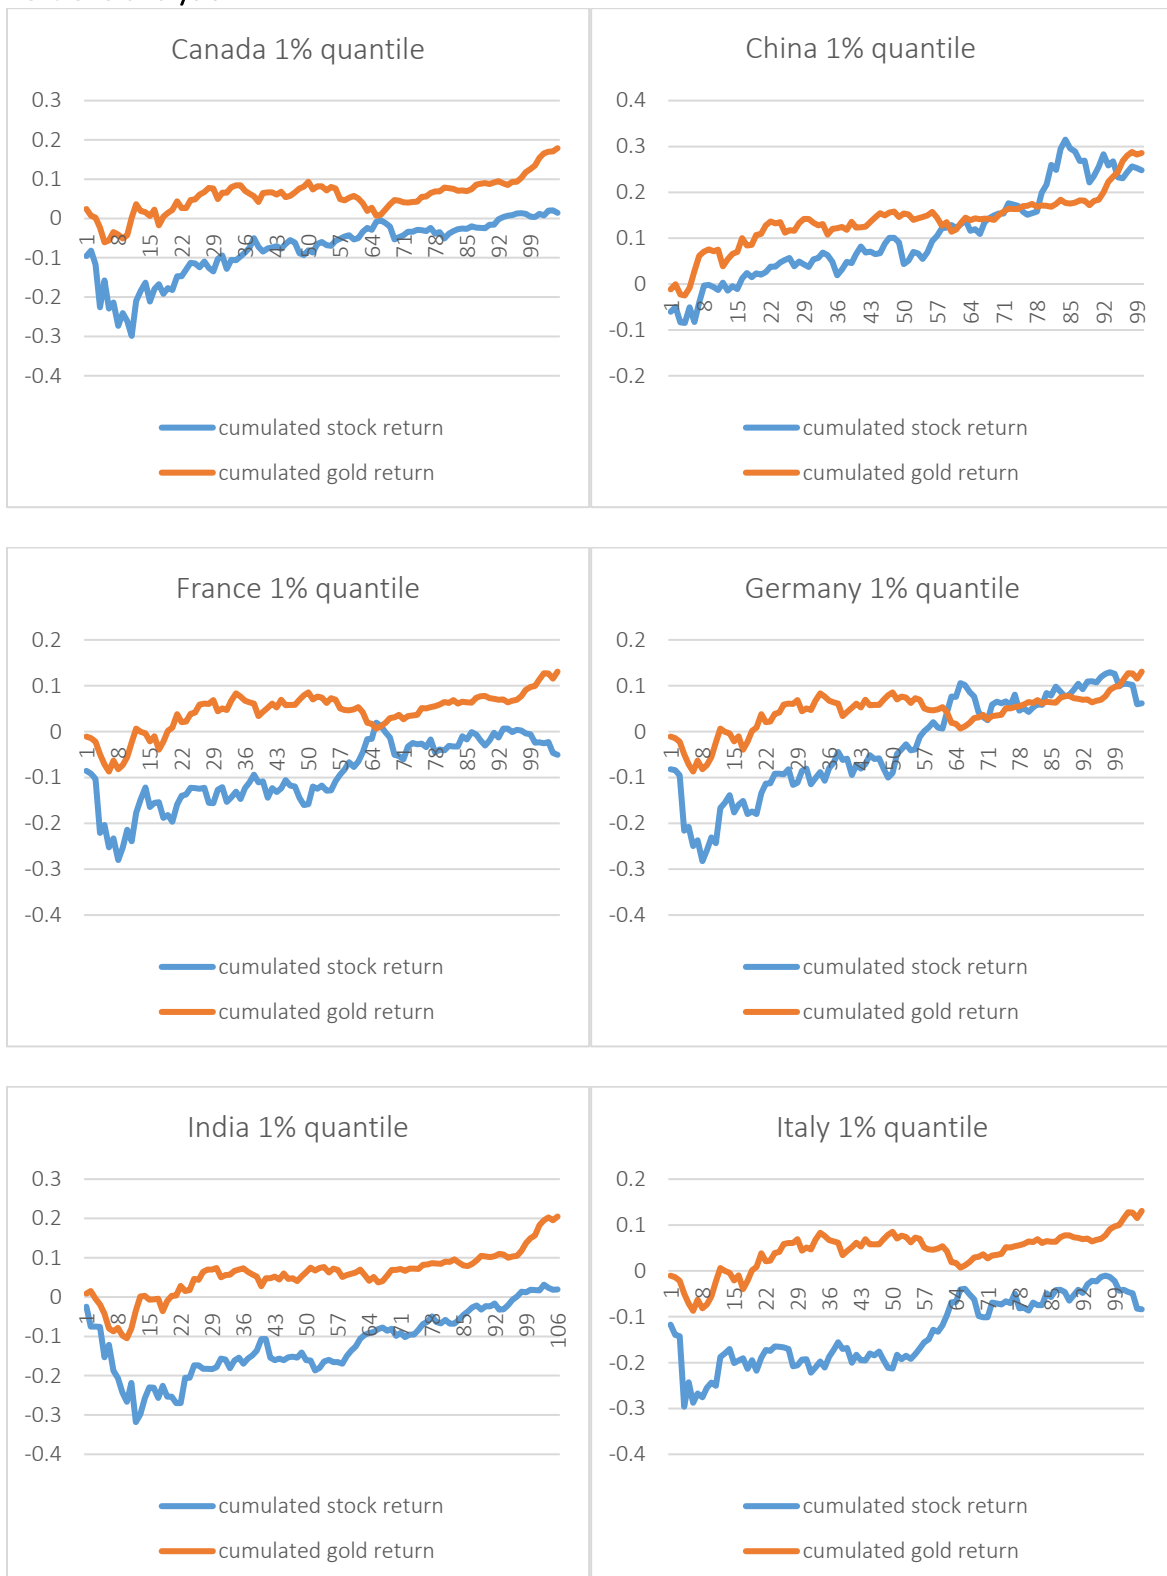 Canada 1% quantile
0.3
0.2
0.1
0
-0.1
-0.2
-0.3
-0.4
1 8 15 22 29 36 43 50 57 64 71 78 85 92 99
cumulated stock return
cumulated gold return
China 1% quantile
0.4
0.3
0.2
0.1
0
-0.1
-0.2
1 8 15 22 29 36 43 50 57 64 71 78 85 92 99
cumulated stock return
cumulated gold return
France 1% quantile
0.2
0.1
0
-0.1
-0.2
-0.3
-0.4
1 8 15 22 29 36 43 50 57 64 71 78 85 92 99
cumulated stock return
cumulated gold return
Germany 1% quantile
0.2
0.1
0
-0.1
-0.2
-0.3
-0.4
1 8 15 22 29 36 43 50 57 64 71 78 85 92 99
cumulated stock return
cumulated gold return
India 1% quantile
0.3
0.2
0.1
0
-0.1
-0.2
-0.3
-0.4
1 8 15 22 29 36 43 50 57 64 71 78 85 92 99 106
cumulated stock return
cumulated gold return
Italy 1% quantile
0.2
0.1
0
-0.1
-0.2
-0.3
-0.4
1 8 15 22 29 36 43 50 57 64 71 78 85 92 99
cumulated stock return
cumulated gold return